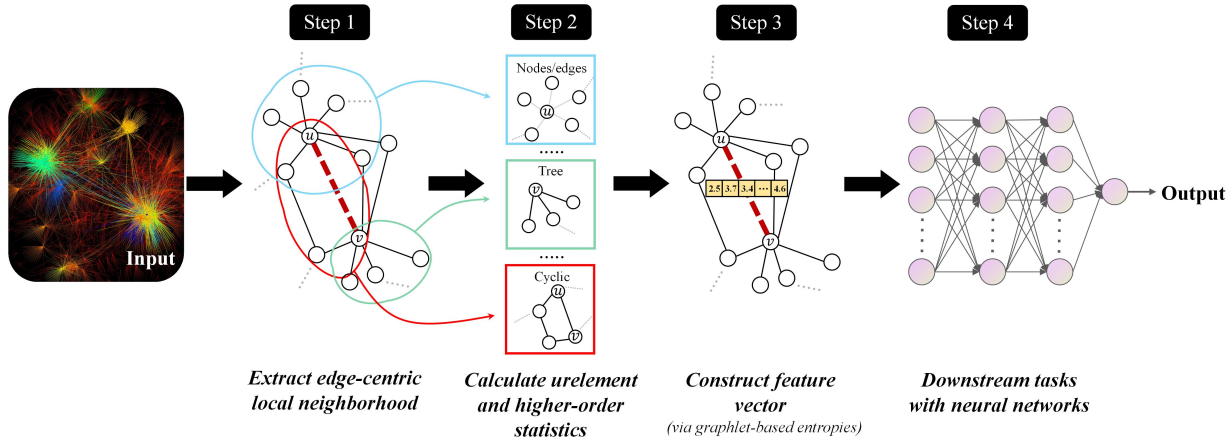 Step 1
Step 2
Step 3
Step 4
Input
u
v
Nodes/edges
u
.....
Tree
v
.....
Cyclic
u
v
u
2.5 3.7 3.4 ... 4.6
v
Output
Extract edge-centric
local neighborhood
Calculate urelement
and higher-order
statistics
Construct feature
vector
(via graphlet-based entropies)
Downstream tasks
with neural networks